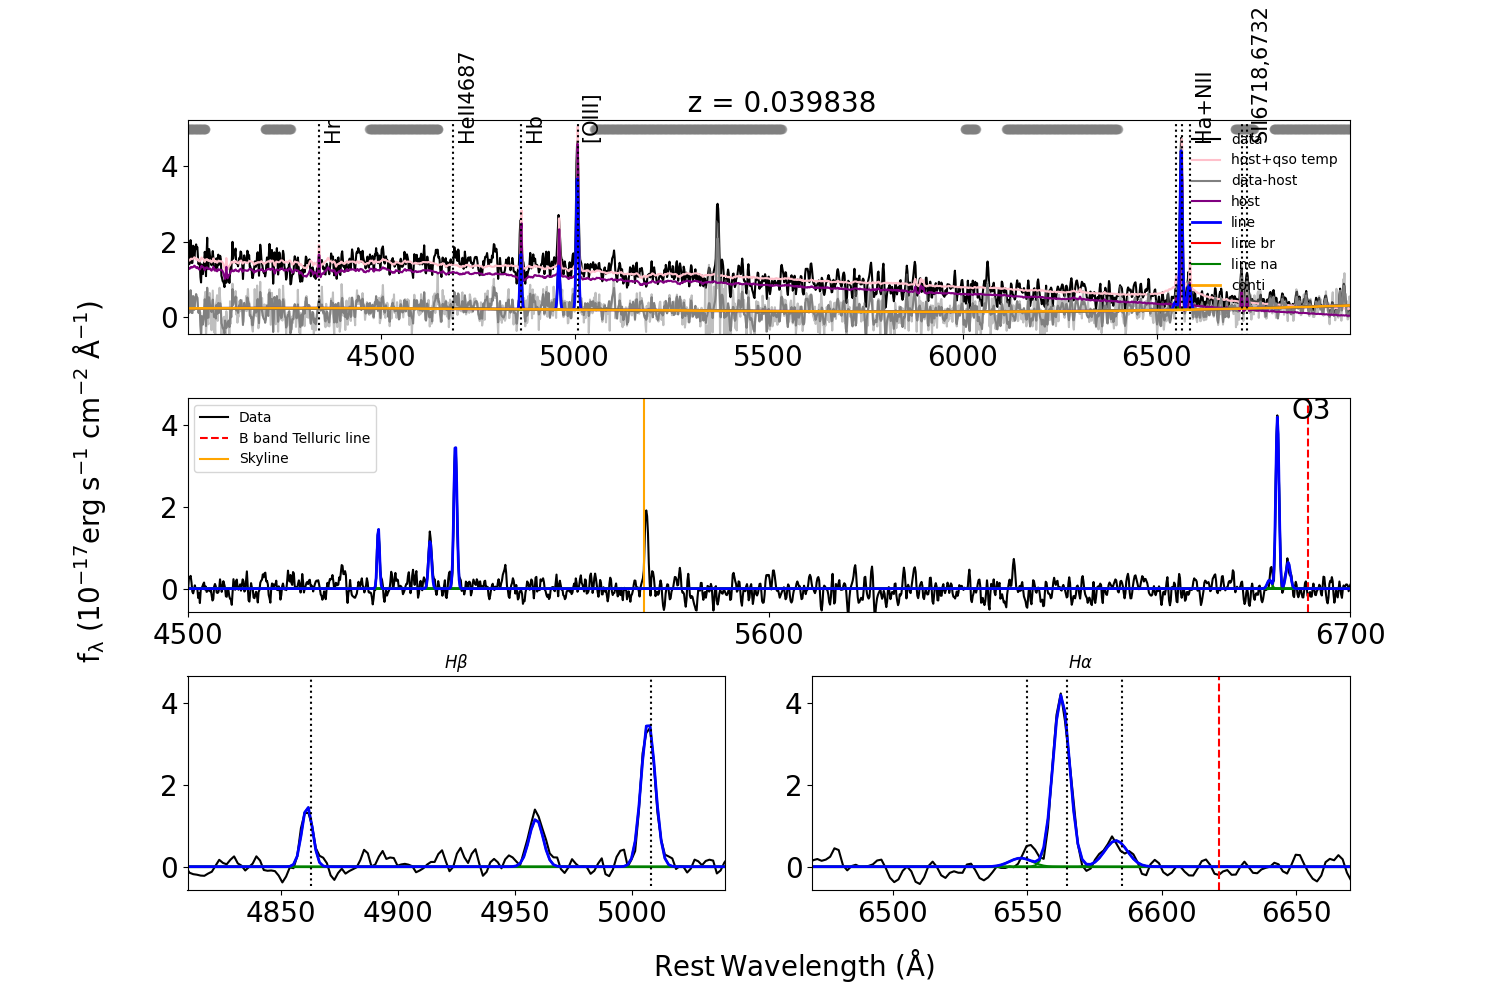 z = 0.039838
Hr
HeII4687
Hb
[OIII]
Ha+NII
SII6718,6732
data
host+qso temp
data-host
host
line
line br
line na
conti
4
2
0
4500
5000
5500
6000
6500
f_λ (10^−17 erg s^−1 cm^−2 Å^−1)
Data
B band Telluric line
Skyline
O3
4
2
0
4500
5600
6700
Hβ
4
2
0
4850
4900
4950
5000
Hα
4
2
0
6500
6550
6600
6650
Rest Wavelength (Å)